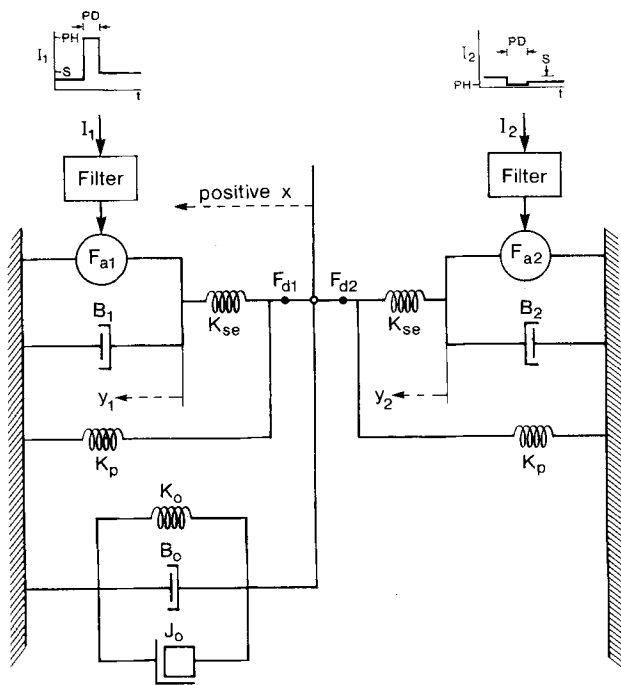 PD
PH
I1
S
t
PD
I2
S
PH
t
I1
I2
Filter
Filter
positive x
Fa1
Fa2
Fd1
Fd2
B1
Kse
Kse
B2
y1
y2
Kp
Kp
Ko
Bo
Jo